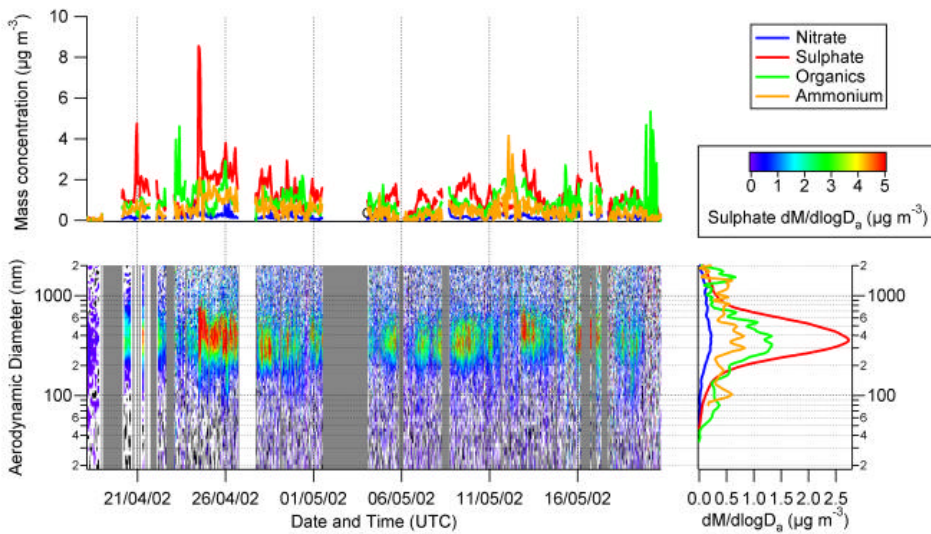 10
8
6
4
2
0
Mass concentration (µg m⁻³)
Nitrate
Sulphate
Organics
Ammonium
0 1 2 3 4 5
Sulphate dM/dlogDₐ (µg m⁻³)
2
1000
6
4
2
100
6
4
2
Aerodynamic Diameter (nm)
21/04/02 26/04/02 01/05/02 06/05/02 11/05/02 16/05/02
Date and Time (UTC)
2
1000
6
4
2
100
6
4
2
0.0 0.5 1.0 1.5 2.0 2.5
dM/dlogDₐ (µg m⁻³)